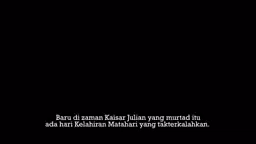 Baru di zaman Kaisar Julian yang murtad itu
ada hari Kelahiran Matahari yang takterkalahkan.